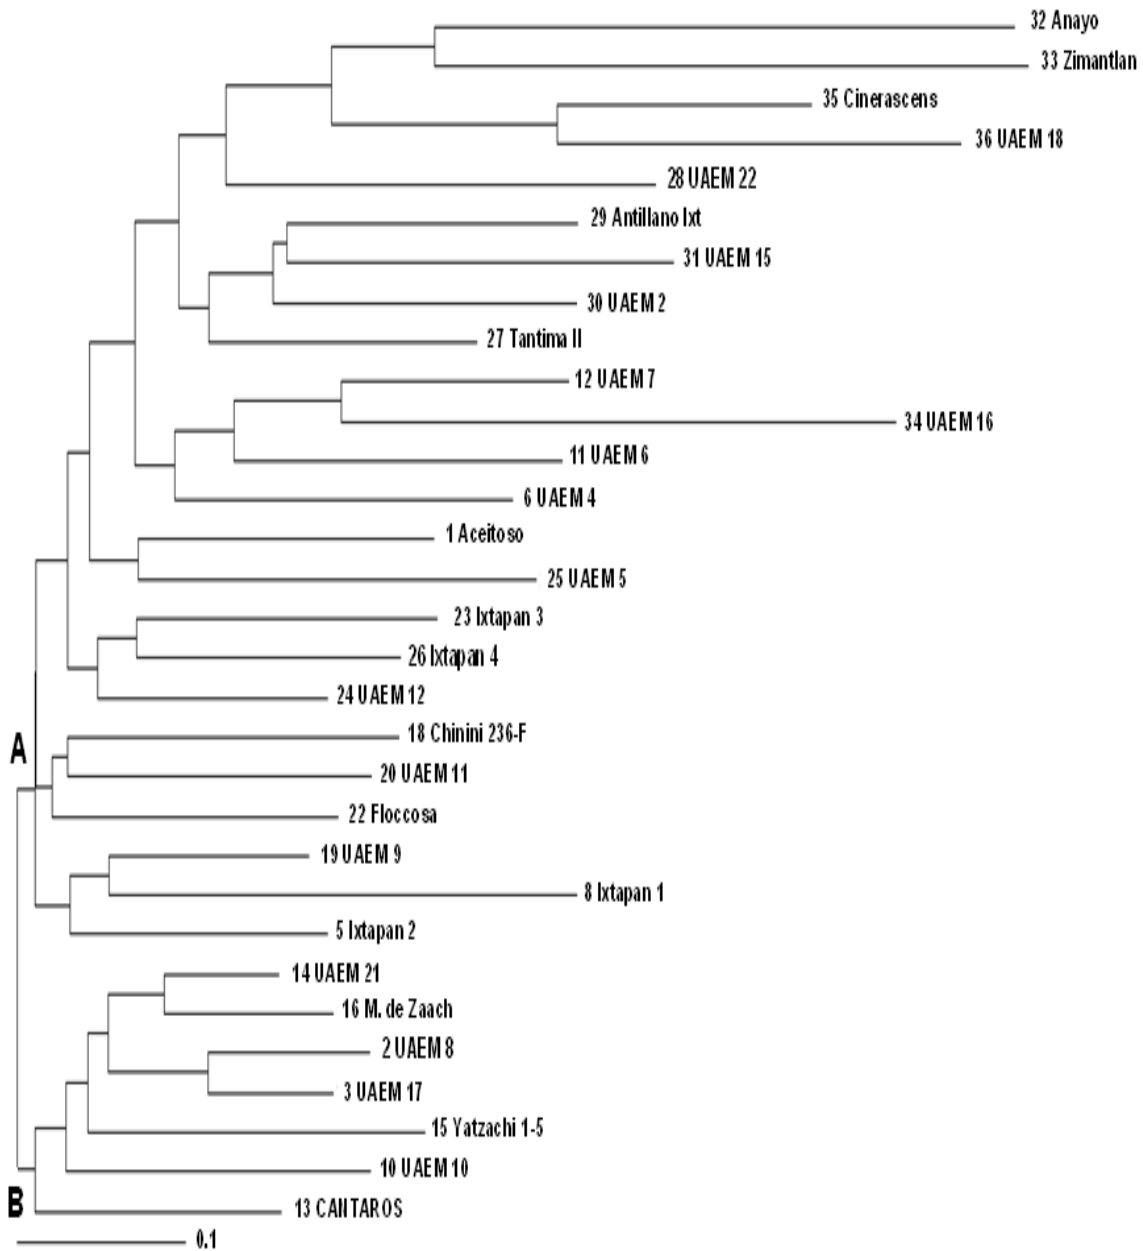 32 Anayo
33 Zimantlan
35 Cinerascens
36 UAEM 18
28 UAEM 22
29 Antillano Ixt
31 UAEM 15
30 UAEM 2
27 Tantima II
12 UAEM 7
34 UAEM 16
11 UAEM 6
6 UAEM 4
1 Aceitoso
25 UAEM 5
23 Ixtapan 3
26 Ixtapan 4
24 UAEM 12
18 Chinini 236-F
A
20 UAEM 11
22 Floccosa
19 UAEM 9
8 Ixtapan 1
5 Ixtapan 2
14 UAEM 21
16 M. de Zaach
2 UAEM 8
3 UAEM 17
15 Yatzachi 1-5
10 UAEM 10
B
13 CANTAROS
0.1